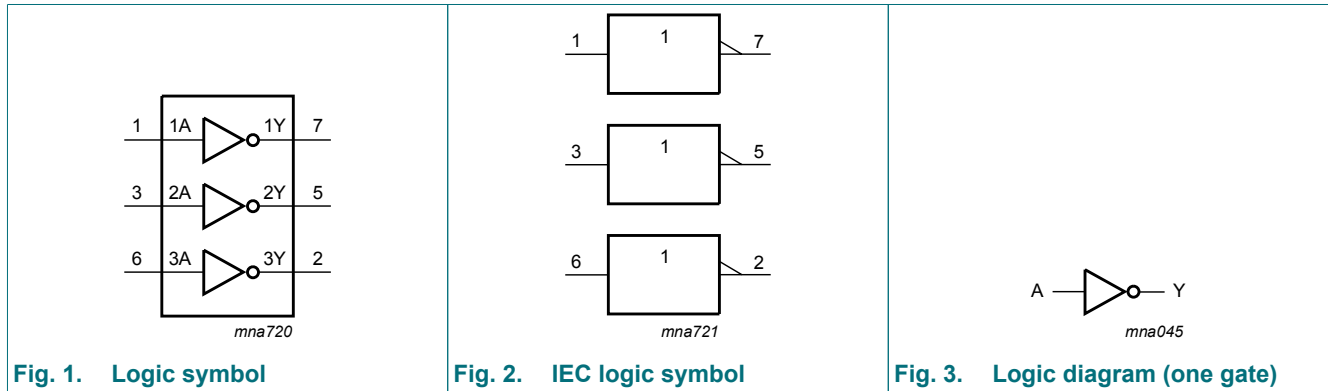 1 1A 1Y 7
3 2A 2Y 5
6 3A 3Y 2
mna720
Fig. 1. Logic symbol
1 1 7
3 1 5
6 1 2
mna721
Fig. 2. IEC logic symbol
A Y
mna045
Fig. 3. Logic diagram (one gate)